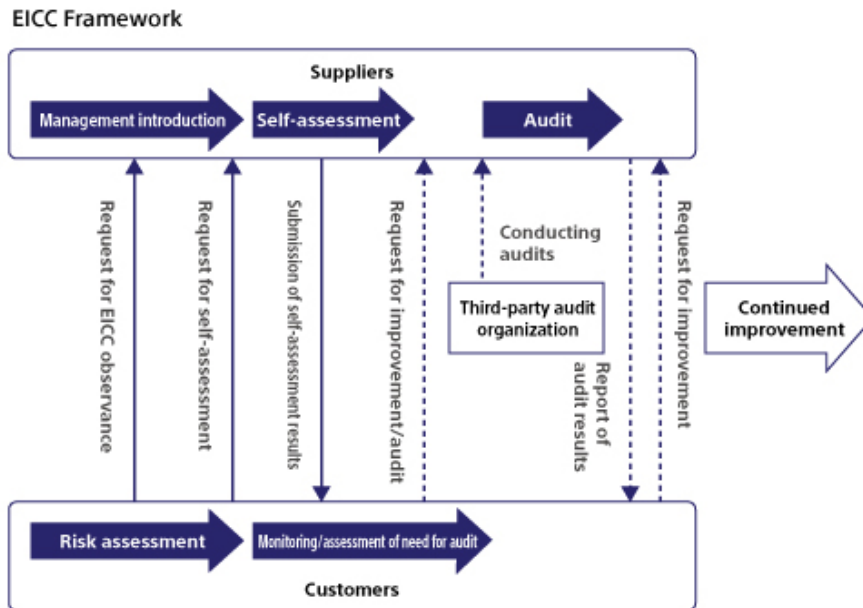 EICC Framework
Suppliers
Management introduction
Self-assessment
Audit
Request for EICC observance
Request for self-assessment
Submission of self-assessment results
Request for improvement/audit
Conducting
audits
Third-party audit
organization
Report of
audit results
Request for improvement
Continued
improvement
Risk assessment
Monitoring/assessment of need for audit
Customers